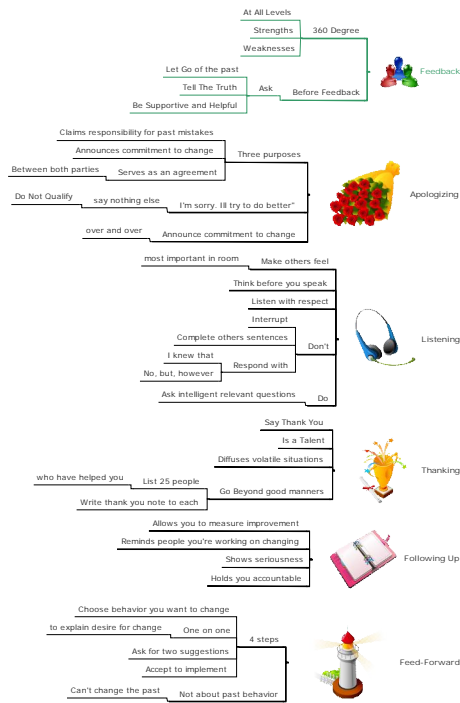 At All Levels
Strengths
360 Degree
Weaknesses
Let Go of the past
Tell The Truth
Ask
Before Feedback
Be Supportive and Helpful
Feedback
Claims responsibility for past mistakes
Announces commitment to change
Three purposes
Between both parties
Serves as an agreement
Do Not Qualify
say nothing else
I'm sorry. Ill try to do better"
over and over
Announce commitment to change
Apologizing
most important in room
Make others feel
Think before you speak
Listen with respect
Interrupt
Complete others sentences
Don't
I knew that
Respond with
No, but, however
Ask intelligent relevant questions
Do
Listening
Say Thank You
Is a Talent
Diffuses volatile situations
who have helped you
List 25 people
Go Beyond good manners
Write thank you note to each
Thanking
Allows you to measure improvement
Reminds people you're working on changing
Shows seriousness
Holds you accountable
Following Up
Choose behavior you want to change
to explain desire for change
One on one
4 steps
Ask for two suggestions
Accept to implement
Can't change the past
Not about past behavior
Feed-Forward